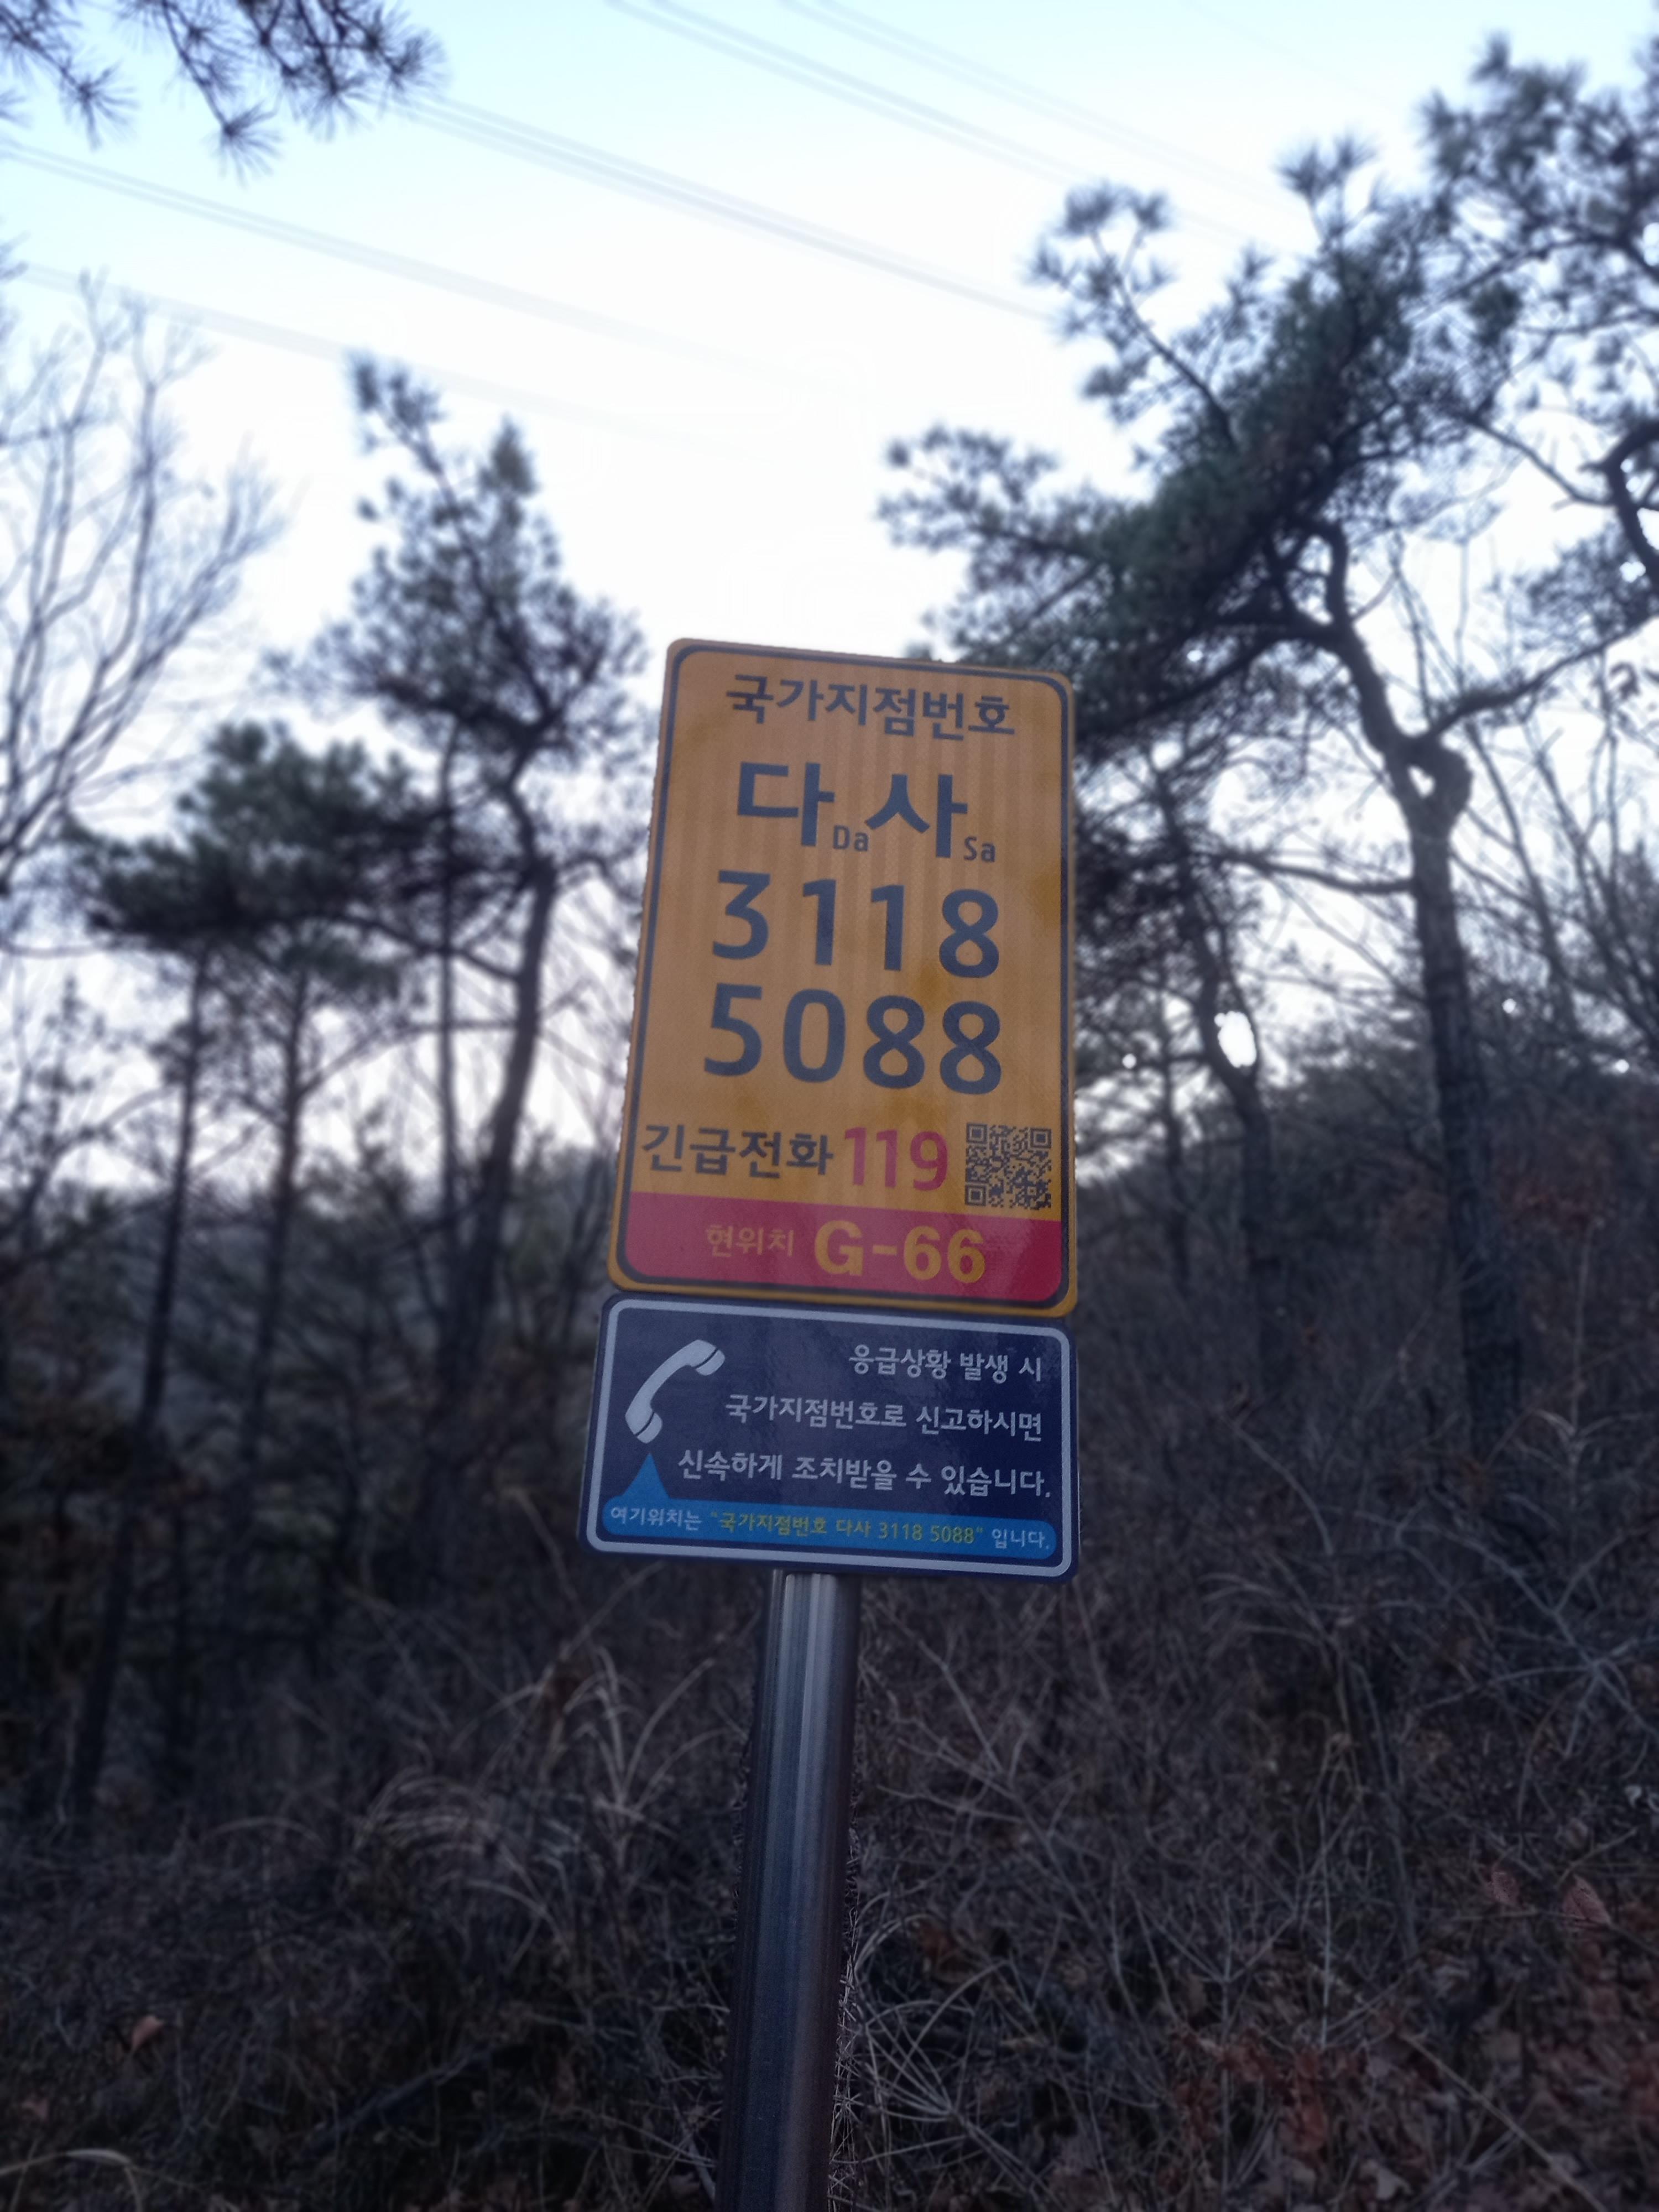 국가지점번호
다Da사Sa
3118
5088
긴급전화 119
현위치 G-66
응급상황 발생 시
국가지점번호로 신고하시면
신속하게 조치받을 수 있습니다.
여기위치는 "국가지점번호 다사 3118 5088" 입니다.